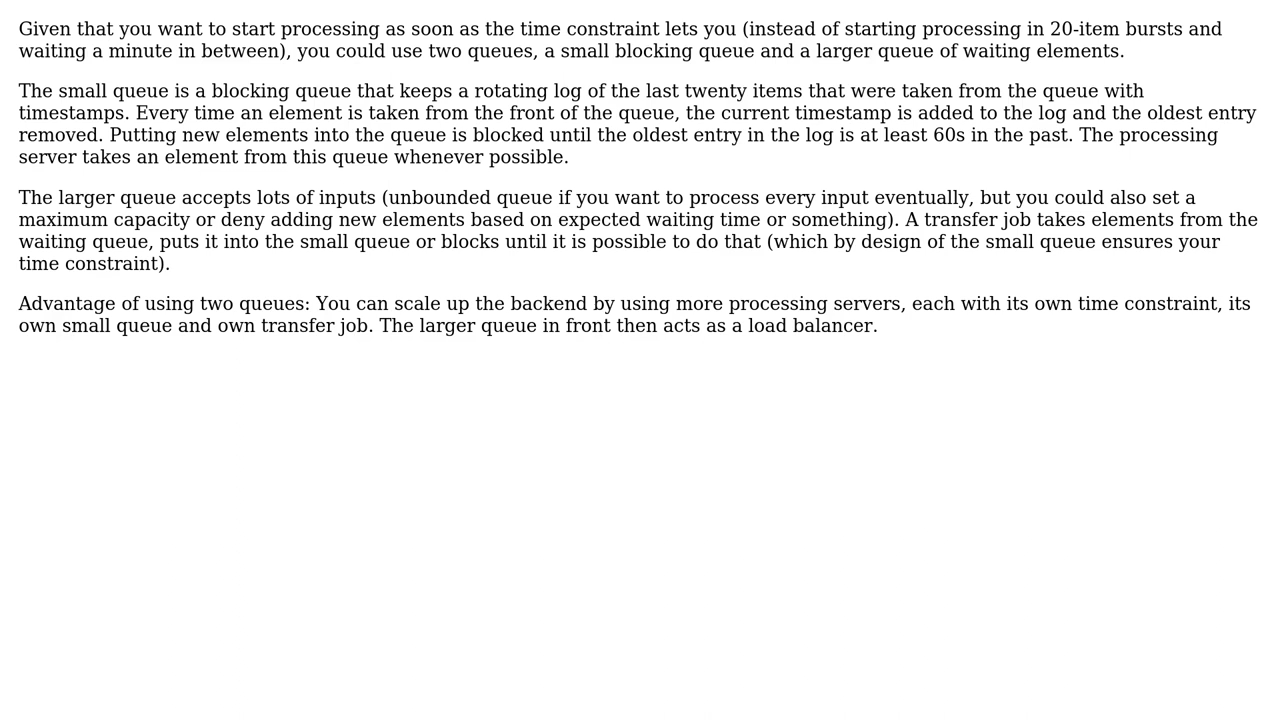 Given that you want to start processing as soon as the time constraint lets you (instead of starting processing in 20-item bursts and
waiting a minute in between), you could use two queues, a small blocking queue and a larger queue of waiting elements.
The small queue is a blocking queue that keeps a rotating log of the last twenty items that were taken from the queue with
timestamps. Every time an element is taken from the front of the queue, the current timestamp is added to the log and the oldest entry
removed. Putting new elements into the queue is blocked until the oldest entry in the log is at least 60s in the past. The processing
server takes an element from this queue whenever possible.
The larger queue accepts lots of inputs (unbounded queue if you want to process every input eventually, but you could also set a
maximum capacity or deny adding new elements based on expected waiting time or something). A transfer job takes elements from the
waiting queue, puts it into the small queue or blocks until it is possible to do that (which by design of the small queue ensures your
time constraint).
Advantage of using two queues: You can scale up the backend by using more processing servers, each with its own time constraint, its
own small queue and own transfer job. The larger queue in front then acts as a load balancer.